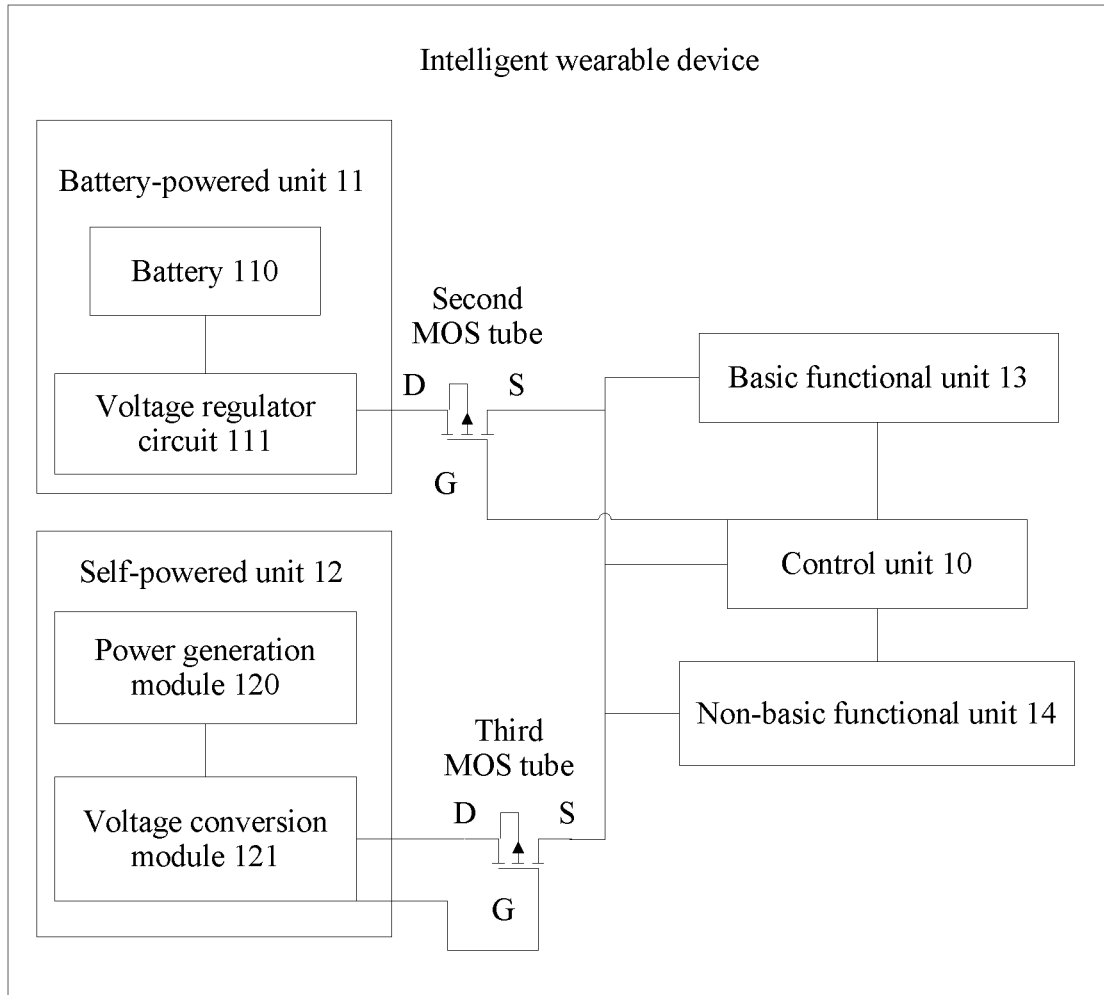 Intelligent wearable device
Battery-powered unit 11
Battery 110
Voltage regulator
circuit 111
Second
MOS tube
D
S
G
Basic functional unit 13
Control unit 10
Non-basic functional unit 14
Self-powered unit 12
Power generation
module 120
Voltage conversion
module 121
Third
MOS tube
D
S
G